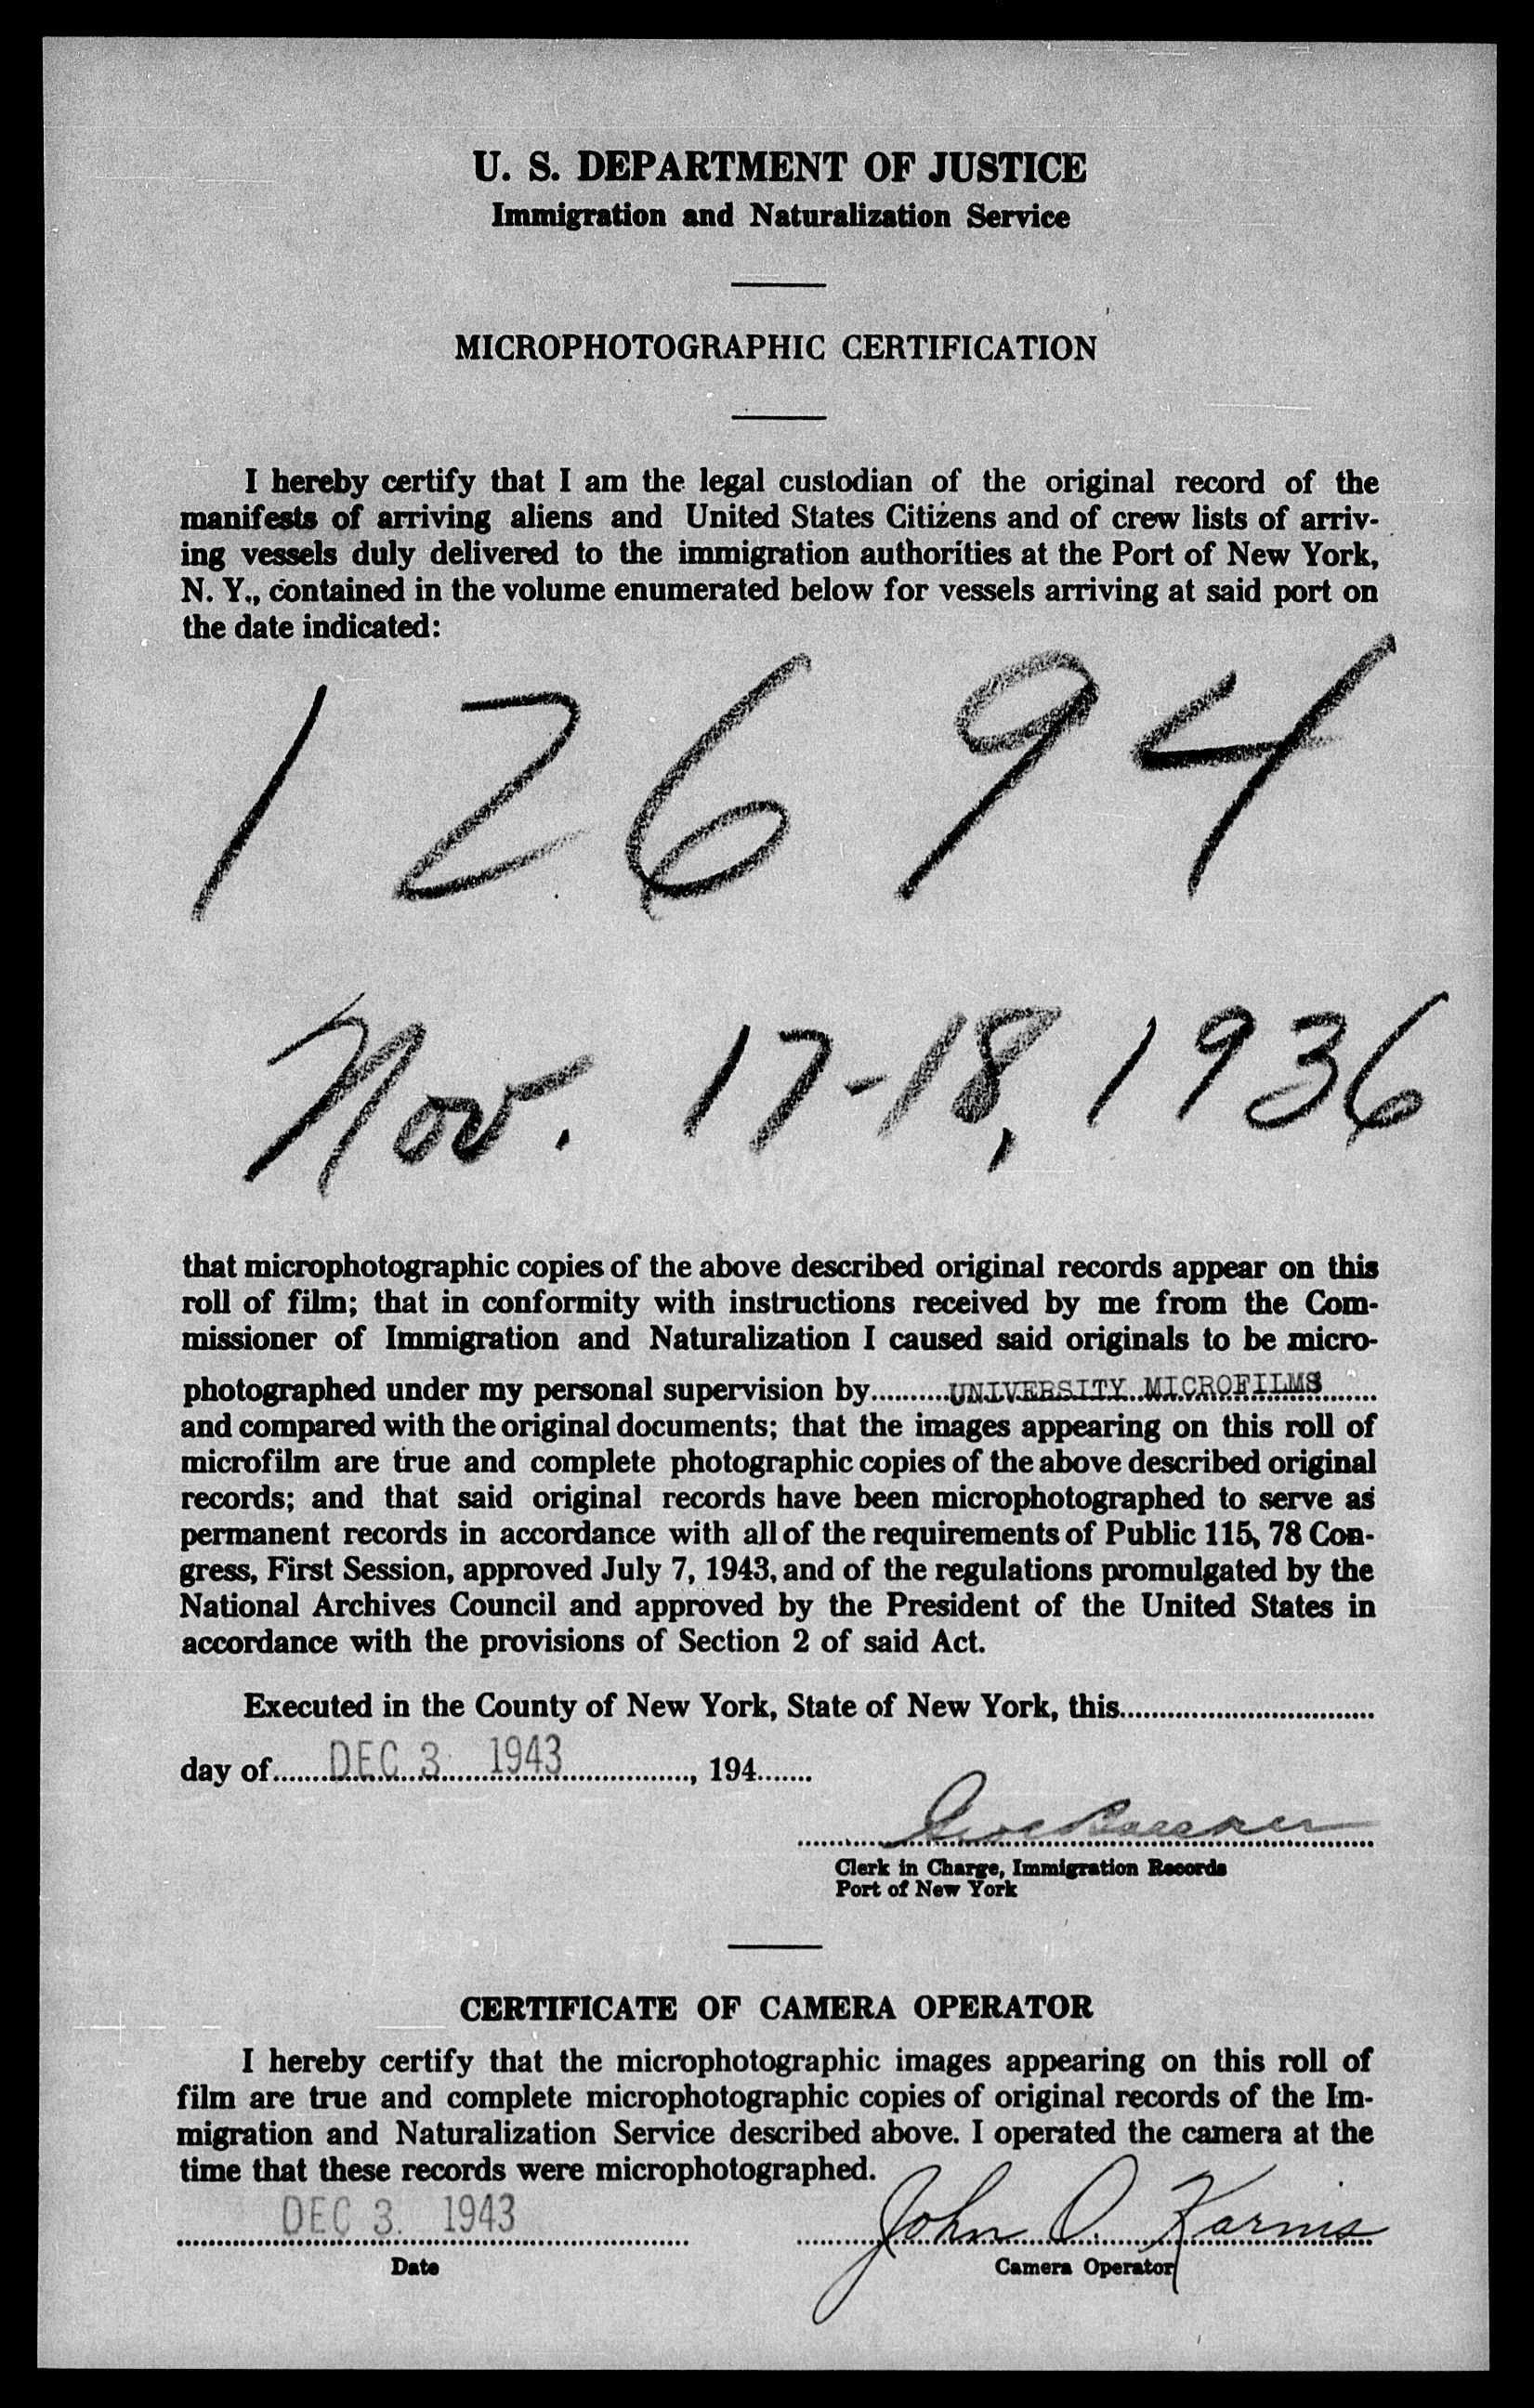 U. S. DEPARTMENT OF JUSTICE
Immigration and Naturalization Service
MICROPHOTOGRAPHIC CERTIFICATION
I hereby certify that I am the legal custodian of the original record of the
manifests of arriving aliens and United States Citizens and of crew lists of arriv-
ing vessels duly delivered to the immigration authorities at the Port of New York,
N. Y., contained in the volume enumerated below for vessels arriving at said port on
the date indicated:
12694
Nov. 17-18, 1936
that microphotographic copies of the above described original records appear on this
roll of film; that in conformity with instructions received by me from the Com-
missioner of Immigration and Naturalization I caused said originals to be micro-
photographed under my personal supervision by..........UNIVERSITY MICROFILMS.......
and compared with the original documents; that the images appearing on this roll of
microfilm are true and complete photographic copies of the above described original
records; and that said original records have been microphotographed to serve as
permanent records in accordance with all of the requirements of Public 115, 78 Con-
gress, First Session, approved July 7, 1943, and of the regulations promulgated by the
National Archives Council and approved by the President of the United States in
accordance with the provisions of Section 2 of said Act.
Executed in the County of New York, State of New York, this................................
day of.......DEC 3 1943................, 194.......
Clerk in Charge, Immigration Records
Port of New York
CERTIFICATE OF CAMERA OPERATOR
I hereby certify that the microphotographic images appearing on this roll of
film are true and complete microphotographic copies of original records of the Im-
migration and Naturalization Service described above. I operated the camera at the
time that these records were microphotographed.
DEC 3. 1943 John O. Karnis
Date Camera Operator